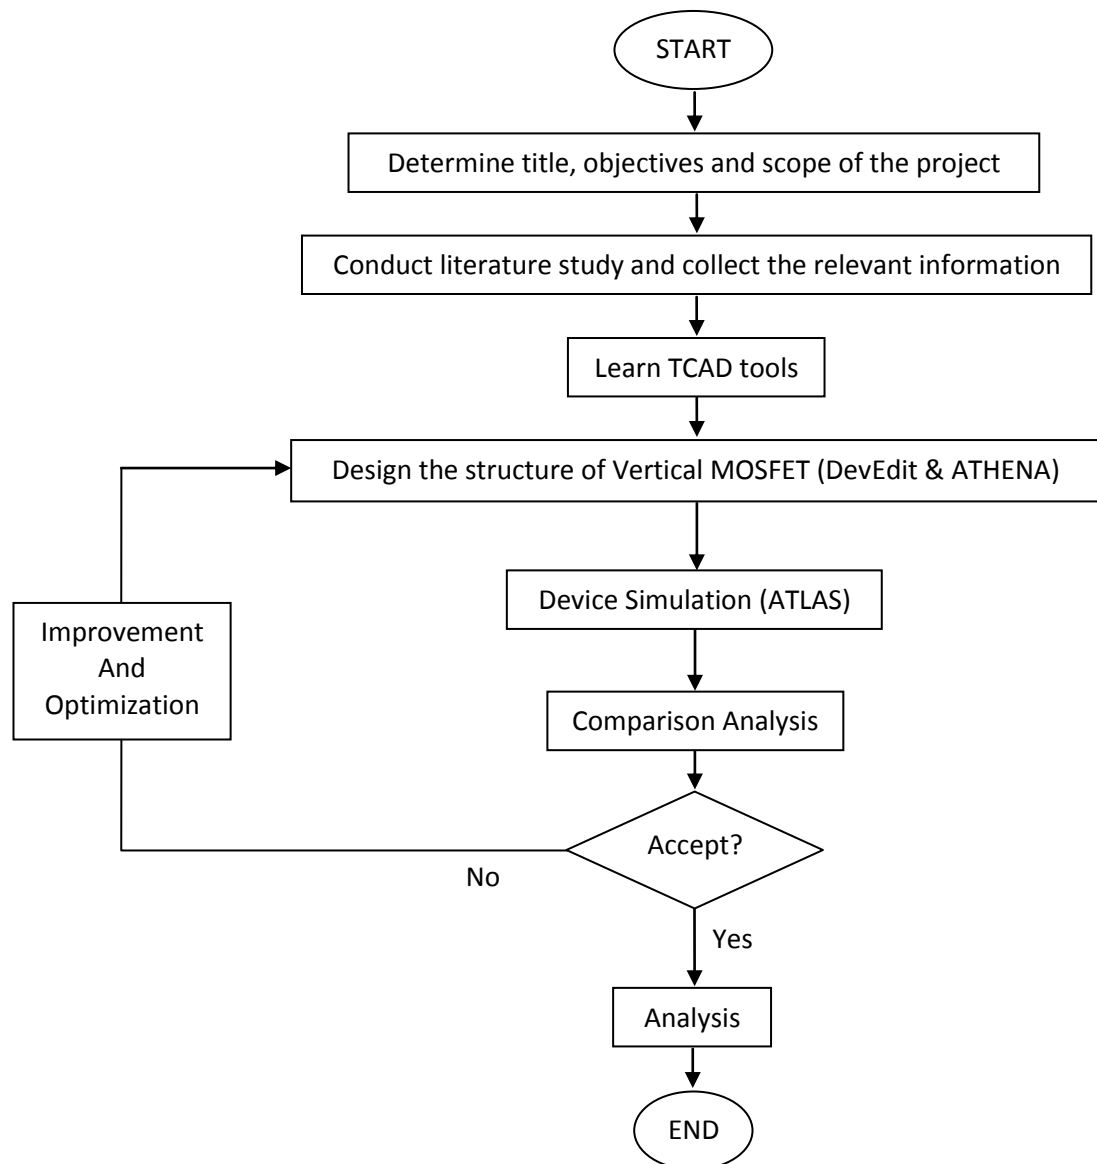 START
Determine title, objectives and scope of the project
Conduct literature study and collect the relevant information
Learn TCAD tools
Design the structure of Vertical MOSFET (DevEdit & ATHENA)
Device Simulation (ATLAS)
Improvement
And
Optimization
Comparison Analysis
Accept?
No
Yes
Analysis
END